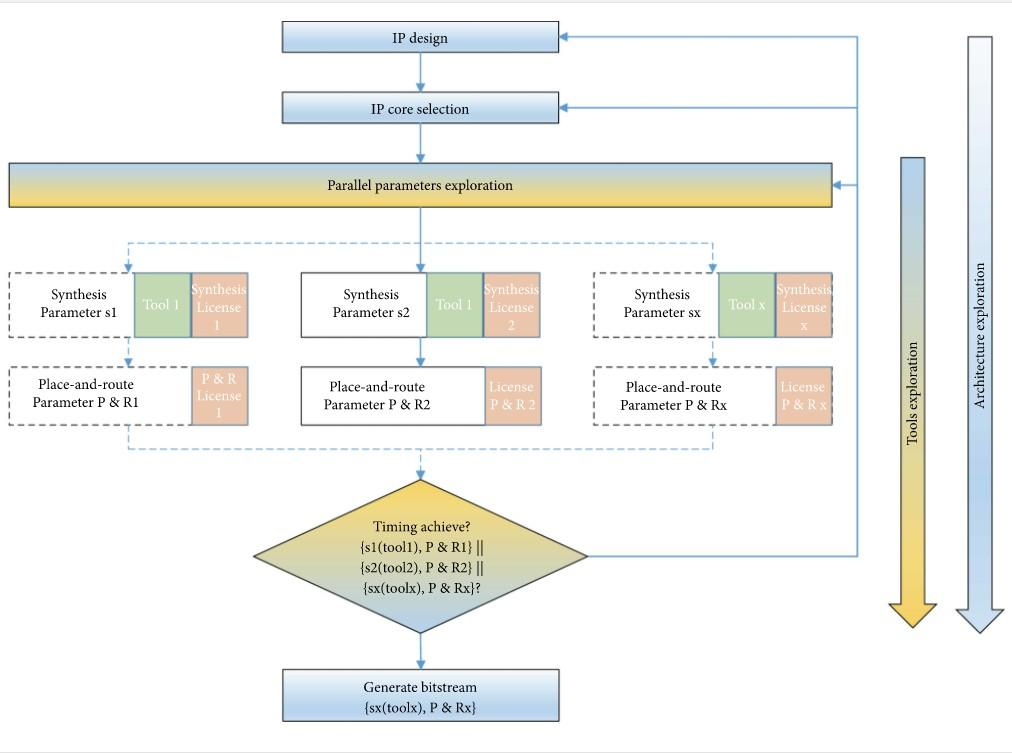 IP design
IP core selection
Parallel parameters exploration
Synthesis
Parameter s1
Tool 1
Synthesis
License
1
Synthesis
Parameter s2
Tool 1
Synthesis
License
2
Synthesis
Parameter sx
Tool x
Synthesis
License
x
Place-and-route
Parameter P & R1
P & R
License
1
Place-and-route
Parameter P & R2
License
P & R 2
Place-and-route
Parameter P & Rx
License
P & R x
Timing achieve?
{s1(tool1), P & R1} ||
{s2(tool2), P & R2} ||
{sx(toolx), P & Rx}?
Generate bitstream
{sx(toolx), P & Rx}
Tools exploration
Architecture exploration